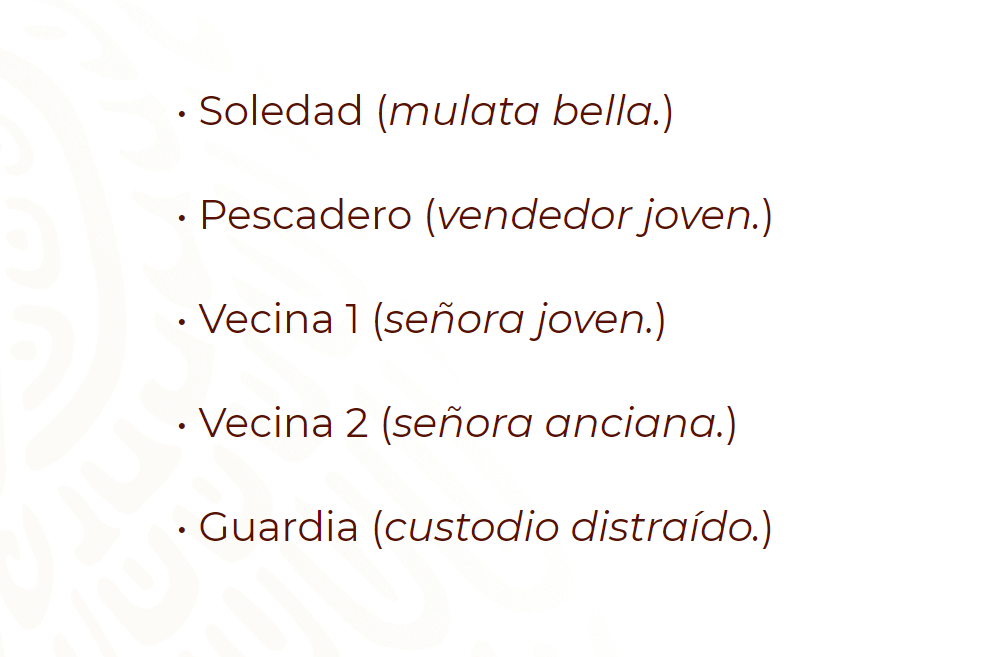 • Soledad (mulata bella.)
• Pescadero (vendedor joven.)
• Vecina 1 (señora joven.)
• Vecina 2 (señora anciana.)
• Guardia (custodio distraído.)